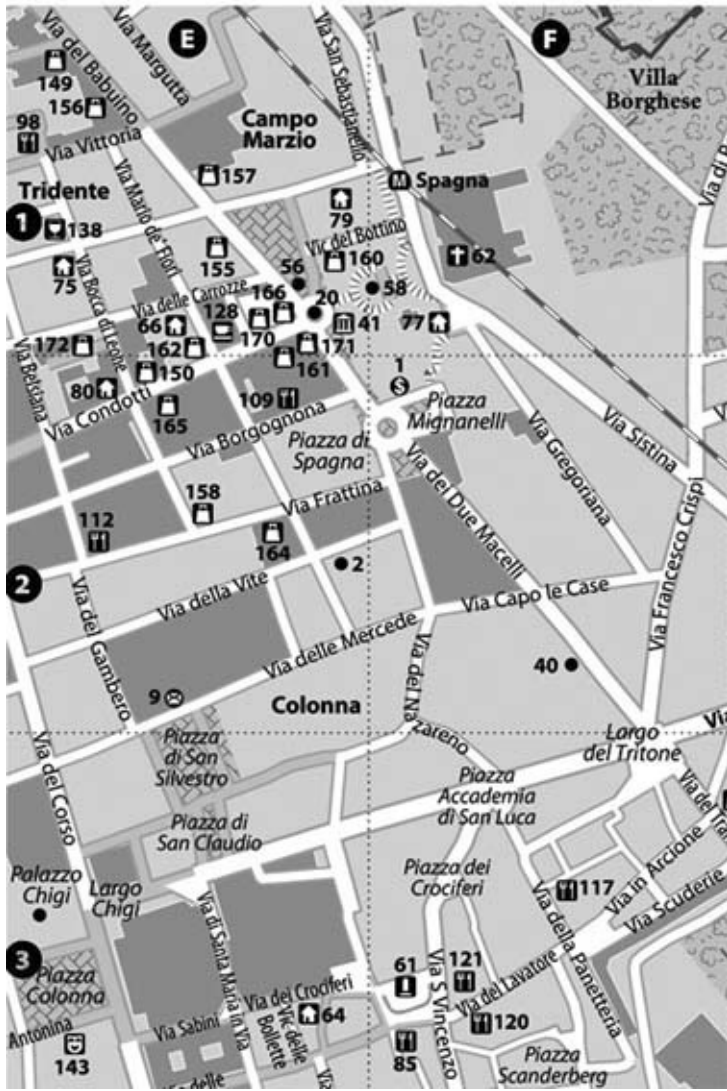 E
F
Via del Babuino
Via Margutta
Via San Sebastianello
Villa
Borghese
149
156
98
Via Vittoria
Campo
Marzio
157
M Spagna
Tridente
Via Mario de' Fiori
79
1
138
Vic del Bottino
160
62
75
155
56
58
Via Bocca di Leone
Via delle Carrozze
166
20
66
128
41
77
172
162
170
171
Via Belsiana
150
161
1
S
80
Via Condotti
165
109
Piazza
Mignanelli
Via Borgognona
Piazza di
Spagna
Via Sistina
Via Gregoriana
158
Via Frattina
Via dei Due Macelli
Via Francesco Crispi
112
164
2
Via della Vite
2
Via Capo le Case
Via del Gambero
Via delle Mercede
Via del Nazareno
40
9
Colonna
Piazza
di San
Silvestro
Largo
del Tritone
Via del Corso
Piazza
Accademia
di San Luca
Piazza di
San Claudio
Piazza dei
Crociferi
Palazzo
Chigi
Largo
Chigi
117
Via in Arcione
Via Scuderie
Via di Santa Maria in Via
Via della Panetteria
3
Piazza
Colonna
61
121
Via dei Crociferi
64
Via S Vincenzo
Via del Lavatore
Antonina
Via Sabini
Vic delle
Bollette
120
143
85
Piazza
Scanderberg